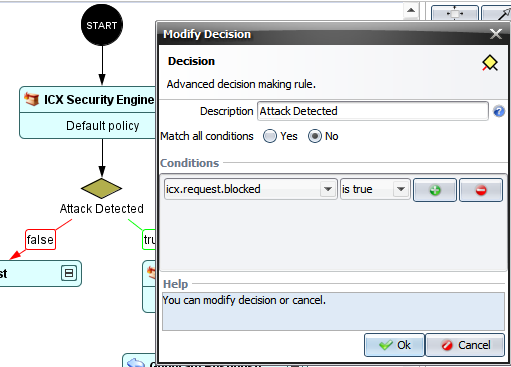 START
ICX Security Engine
Default policy
Attack Detected
false
Modify Decision
Decision
Advanced decision making rule.
Description Attack Detected
Match all conditions Yes No
Conditions
icx.request.blocked is true
Help
You can modify decision or cancel.
Ok Cancel